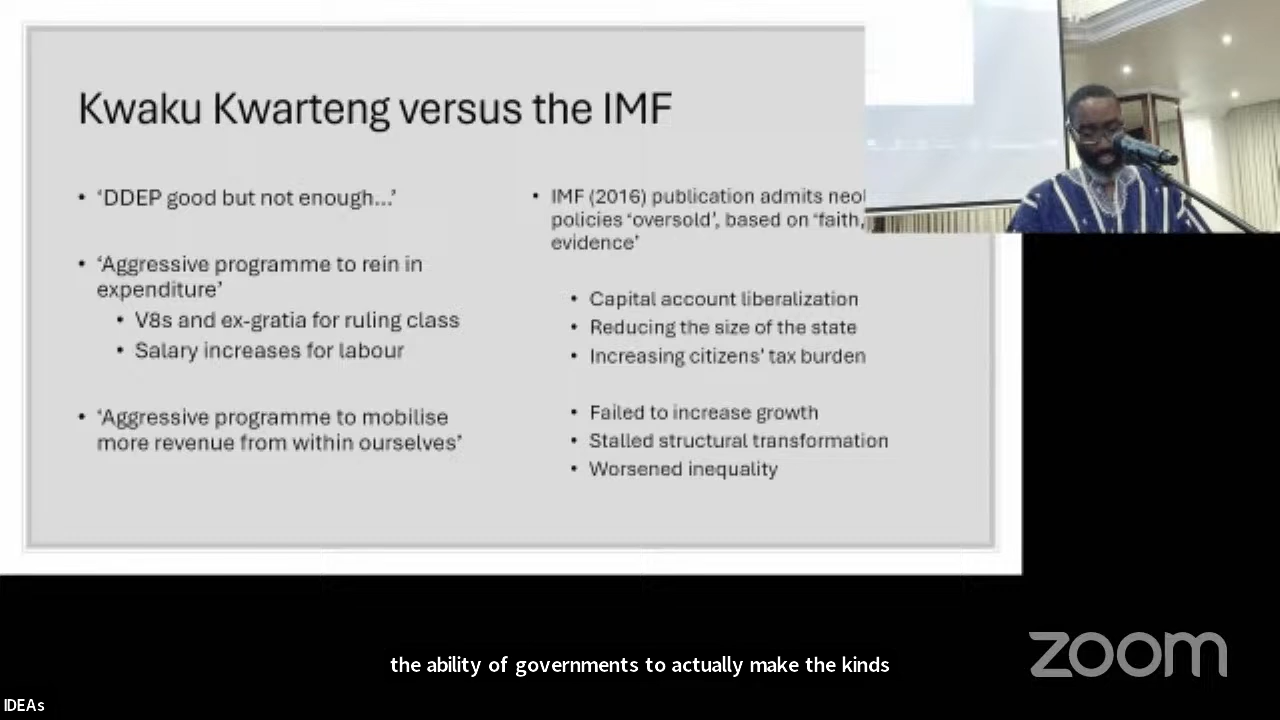 Kwaku Kwarteng versus the IMF
• ‘DDEP good but not enough…’
• ‘Aggressive programme to rein in
expenditure’
• V8s and ex-gratia for ruling class
• Salary increases for labour
• ‘Aggressive programme to mobilise
more revenue from within ourselves’
• IMF (2016) publication admits
policies ‘oversold’, based on ‘faith,
evidence’
• Capital account liberalization
• Reducing the size of the state
• Increasing citizens' tax burden
• Failed to increase growth
• Stalled structural transformation
• Worsened inequality
the ability of governments to actually make the kinds
zoom
IDEAs